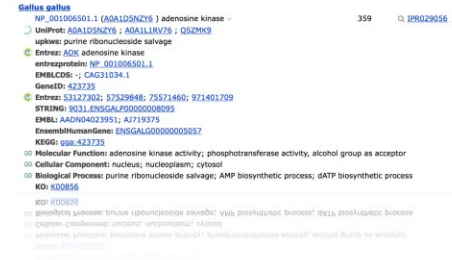 Gallus gallus
NP_001006501.1 (A0A1D5NZY6 ) adenosine kinase 359 IPR029056
UniProt: A0A1D5NZY6 ; A0A1L1RV76 ; Q5ZMK9
upkws: purine ribonucleoside salvage
Entrez: ADK adenosine kinase
entrezprotein: NP_001006501.1
EMBLCDS: -; CAG31034.1
GeneID: 423735
Entrez: 53127302; 57529848; 75571460; 971401709
STRING: 9031.ENSGALP00000008095
EMBL: AADN04023951; AJ719375
EnsemblHumanGene: ENSGALG00000005057
KEGG: gga:423735
GO Molecular Function: adenosine kinase activity; phosphotransferase activity, alcohol group as acceptor
GO Cellular Component: nucleus; nucleoplasm; cytosol
GO Biological Process: purine ribonucleoside salvage; AMP biosynthetic process; dATP biosynthetic process
KO: K00856